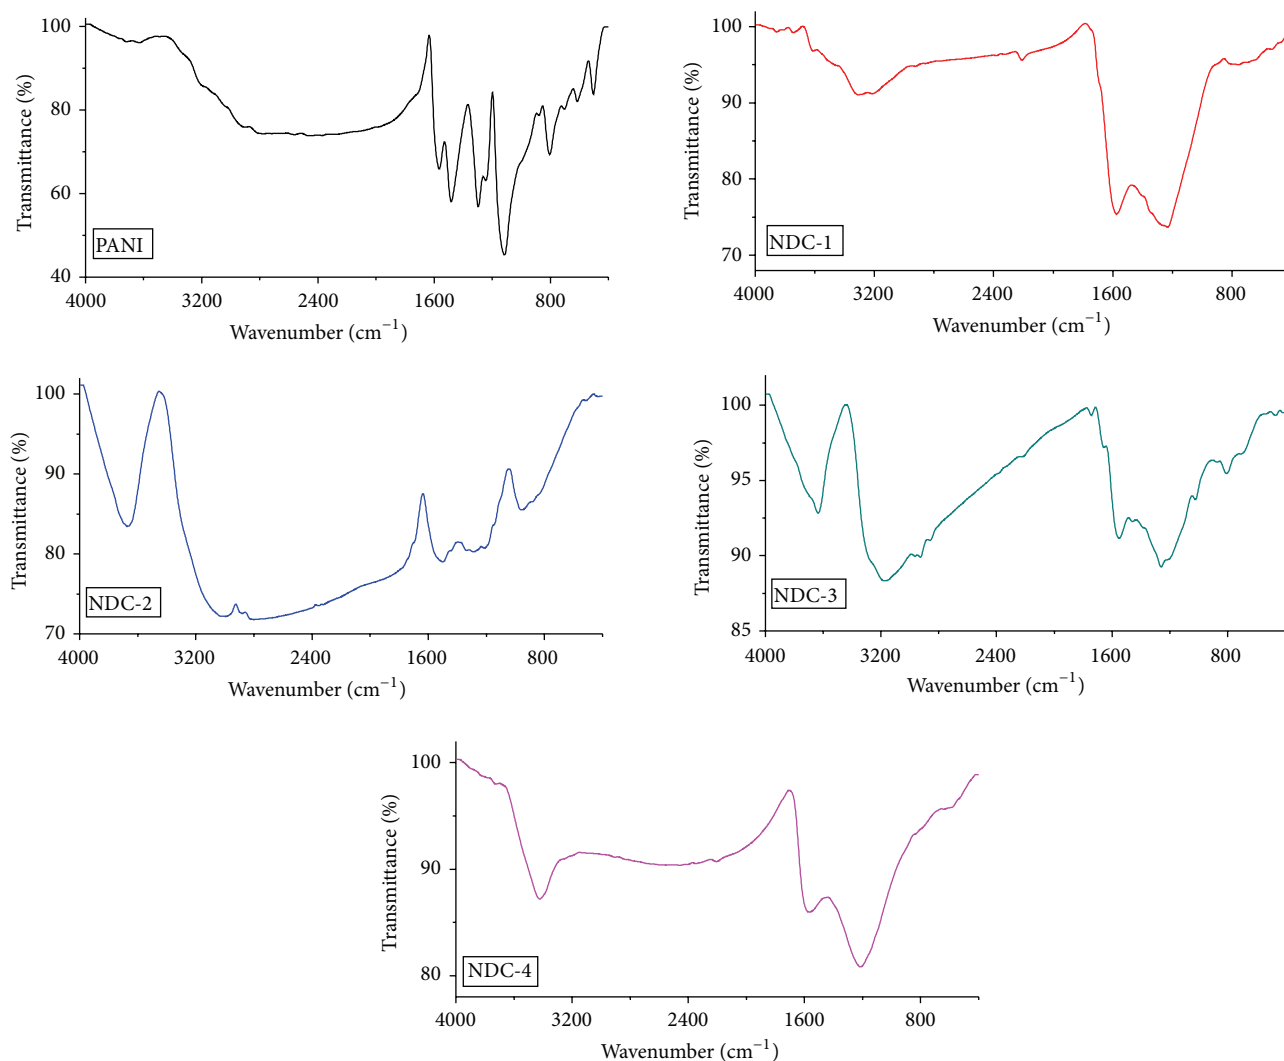 100
80
60
40
Transmittance (%)
PANI
4000 3200 2400 1600 800
Wavenumber (cm⁻¹)
100
90
80
70
Transmittance (%)
NDC-1
4000 3200 2400 1600 800
Wavenumber (cm⁻¹)
100
90
80
70
Transmittance (%)
NDC-2
4000 3200 2400 1600 800
Wavenumber (cm⁻¹)
100
95
90
85
Transmittance (%)
NDC-3
4000 3200 2400 1600 800
Wavenumber (cm⁻¹)
100
90
80
Transmittance (%)
NDC-4
4000 3200 2400 1600 800
Wavenumber (cm⁻¹)